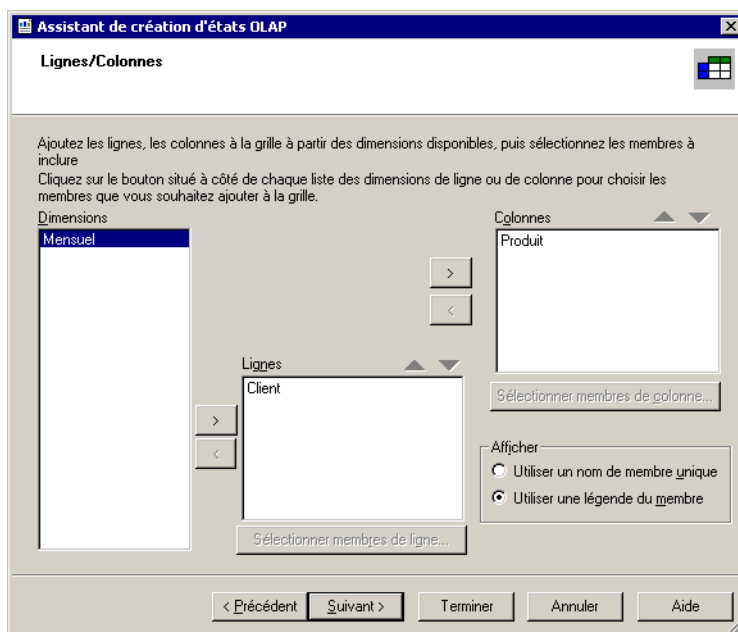 Assistant de création d'états OLAP
Lignes/Colonnes
Ajoutez les lignes, les colonnes à la grille à partir des dimensions disponibles, puis sélectionnez les membres à
inclure
Cliquez sur le bouton situé à côté de chaque liste des dimensions de ligne ou de colonne pour choisir les
membres que vous souhaitez ajouter à la grille.
Dimensions
Mensuel
Colonnes
Produit
>
<
Sélectionner membres de colonne...
Lignes
Client
>
<
Sélectionner membres de ligne...
Afficher
Utiliser un nom de membre unique
Utiliser une légende du membre
< Précédent
Suivant >
Terminer
Annuler
Aide